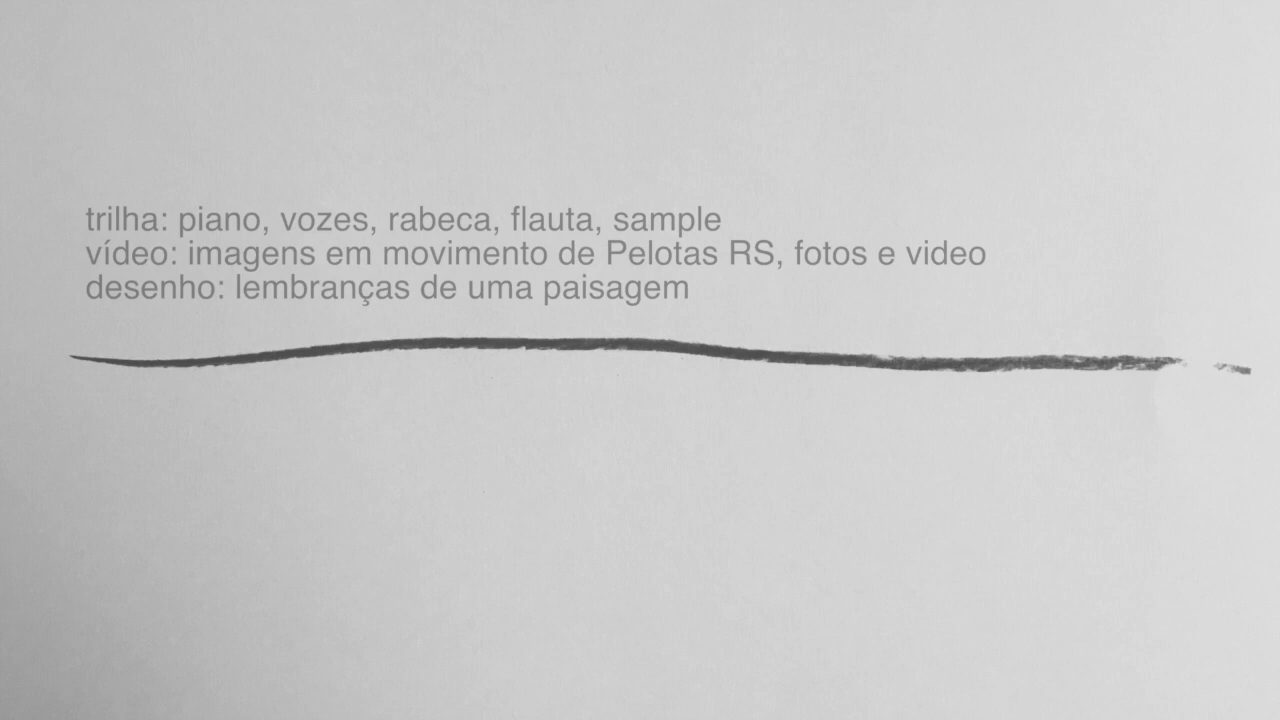 trilha: piano, vozes, rabeca, flauta, sample
vídeo: imagens em movimento de Pelotas RS, fotos e video
desenho: lembranças de uma paisagem